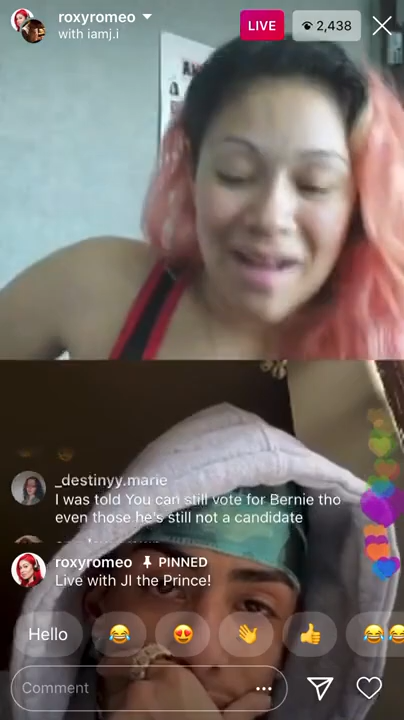 roxyromeo
with iamj.i
LIVE
2,438
AN
_destinyy.marie
I was told You can still vote for Bernie tho
even those he's still not a candidate
roxyromeo PINNED
Live with JI the Prince!
Hello
Comment